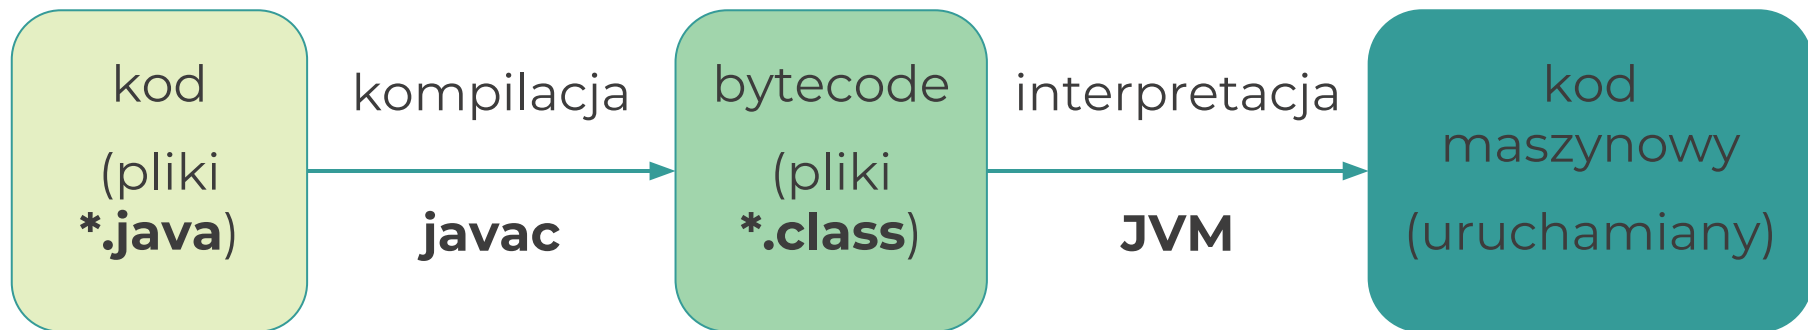 kod
(pliki
*.java)
kompilacja
javac
bytecode
(pliki
*.class)
interpretacja
JVM
kod
maszynowy
(uruchamiany)